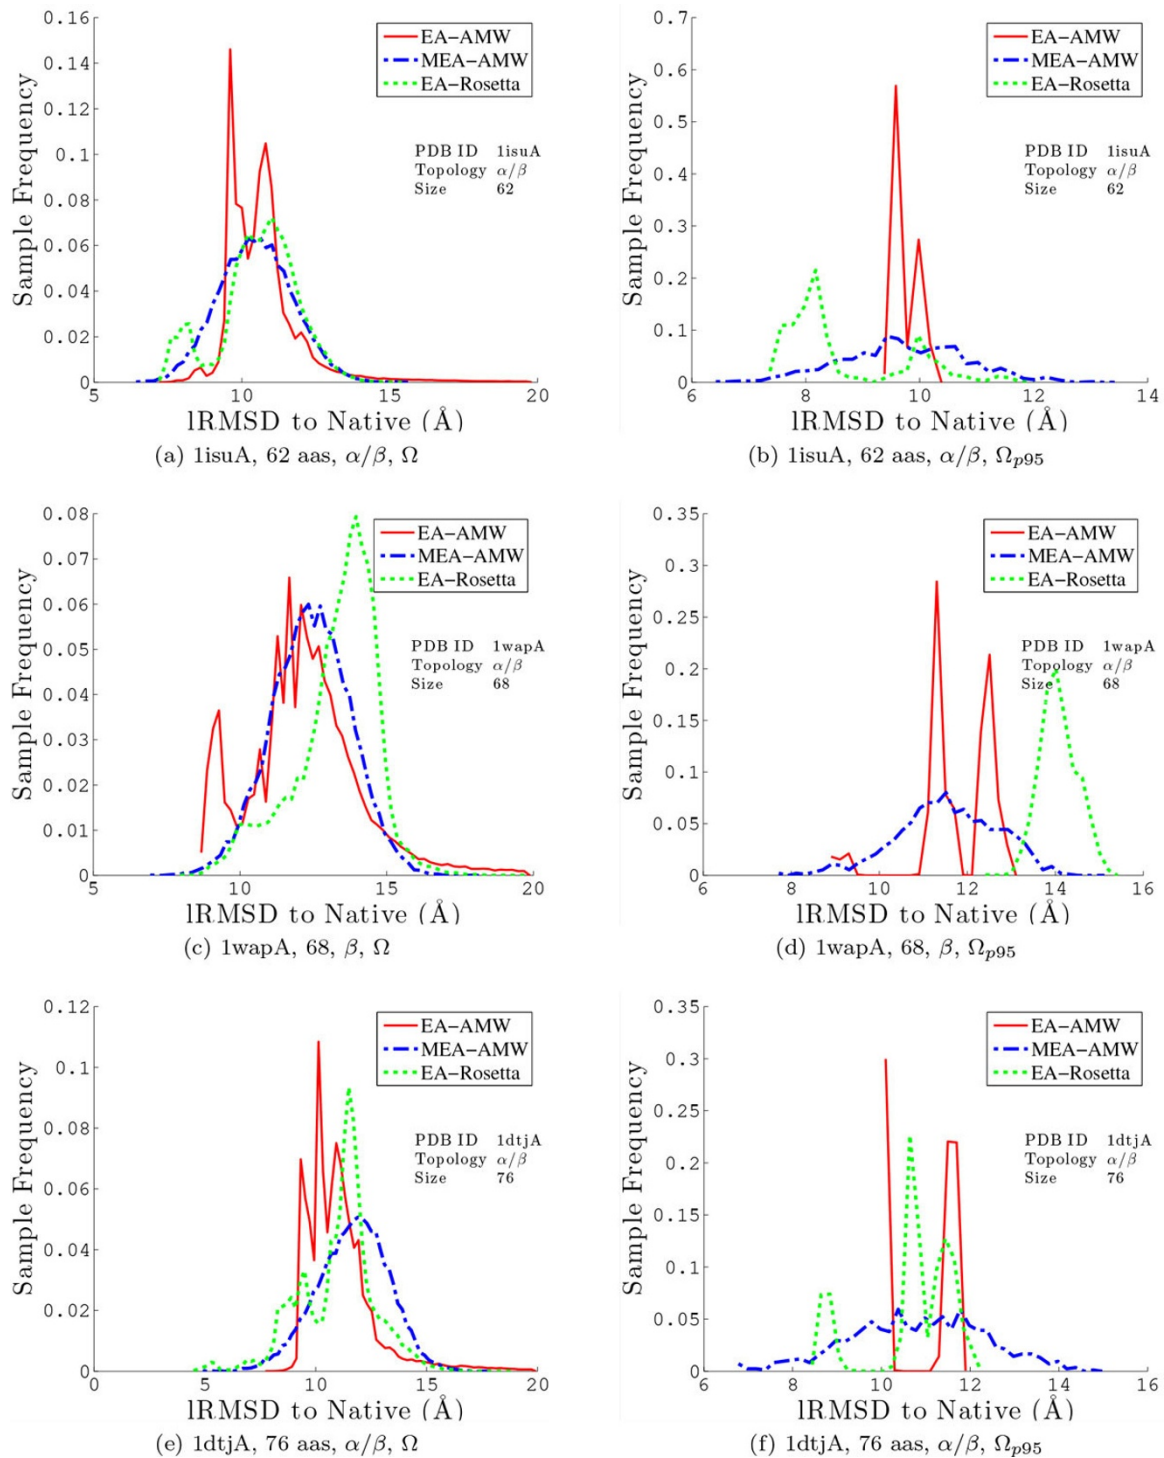 0.16
0.14
0.12
0.1
0.08
0.06
0.04
0.02
0
5
10
15
20
Sample Frequency
lRMSD to Native (Å)
EA−AMW
MEA−AMW
EA−Rosetta
PDB ID 1isuA
Topology α/β
Size 62
(a) 1isuA, 62 aas, α/β, Ω
0.7
0.6
0.5
0.4
0.3
0.2
0.1
0
6
8
10
12
14
Sample Frequency
lRMSD to Native (Å)
EA−AMW
MEA−AMW
EA−Rosetta
PDB ID 1isuA
Topology α/β
Size 62
(b) 1isuA, 62 aas, α/β, Ωp95
0.08
0.07
0.06
0.05
0.04
0.03
0.02
0.01
0
5
10
15
20
Sample Frequency
lRMSD to Native (Å)
EA−AMW
MEA−AMW
EA−Rosetta
PDB ID 1wapA
Topology α/β
Size 68
(c) 1wapA, 68, β, Ω
0.35
0.3
0.25
0.2
0.15
0.1
0.05
0
6
8
10
12
14
16
Sample Frequency
lRMSD to Native (Å)
EA−AMW
MEA−AMW
EA−Rosetta
PDB ID 1wapA
Topology α/β
Size 68
(d) 1wapA, 68, β, Ωp95
0.12
0.1
0.08
0.06
0.04
0.02
0
0
5
10
15
20
Sample Frequency
lRMSD to Native (Å)
EA−AMW
MEA−AMW
EA−Rosetta
PDB ID 1dtjA
Topology α/β
Size 76
(e) 1dtjA, 76 aas, α/β, Ω
0.35
0.3
0.25
0.2
0.15
0.1
0.05
0
6
8
10
12
14
16
Sample Frequency
lRMSD to Native (Å)
EA−AMW
MEA−AMW
EA−Rosetta
PDB ID 1dtjA
Topology α/β
Size 76
(f) 1dtjA, 76 aas, α/β, Ωp95